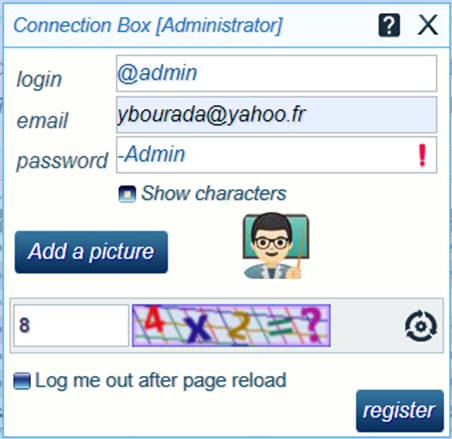 Connection Box [Administrator] ? X
login @admin
email ybourada@yahoo.fr
password -Admin !
Show characters
Add a picture
8 4 x 2 = ?
Log me out after page reload
register